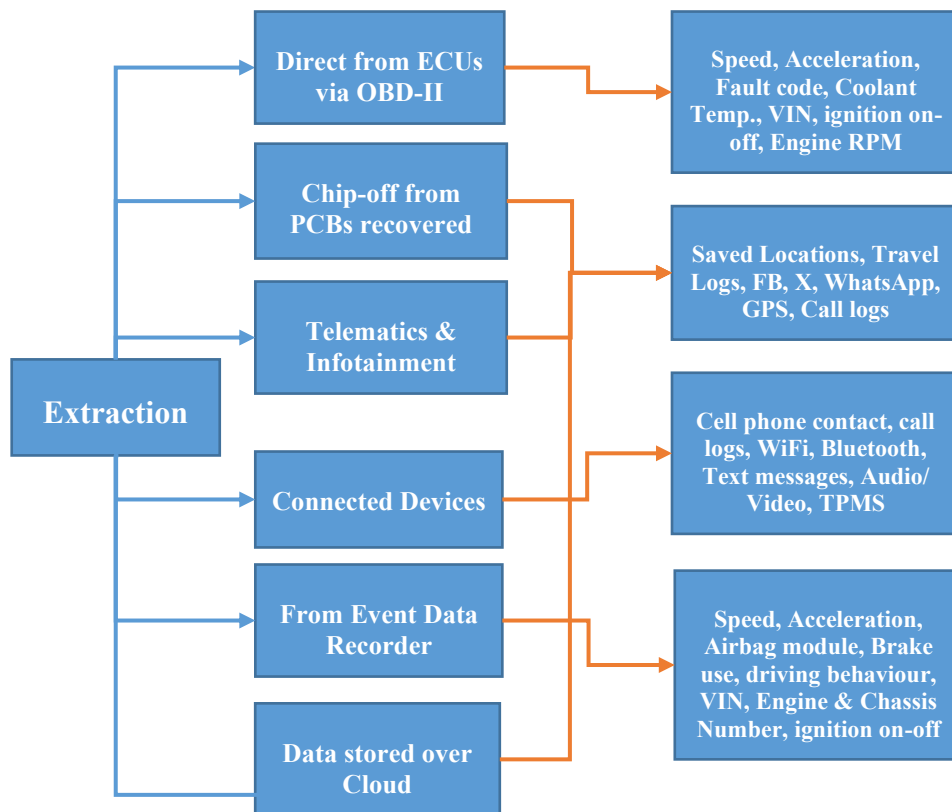 Extraction
Direct from ECUs
via OBD-II
Chip-off from
PCBs recovered
Telematics &
Infotainment
Connected Devices
From Event Data
Recorder
Data stored over
Cloud
Speed, Acceleration,
Fault code, Coolant
Temp., VIN, ignition on-
off, Engine RPM
Saved Locations, Travel
Logs, FB, X, WhatsApp,
GPS, Call logs
Cell phone contact, call
logs, WiFi, Bluetooth,
Text messages, Audio/
Video, TPMS
Speed, Acceleration,
Airbag module, Brake
use, driving behaviour,
VIN, Engine & Chassis
Number, ignition on-off